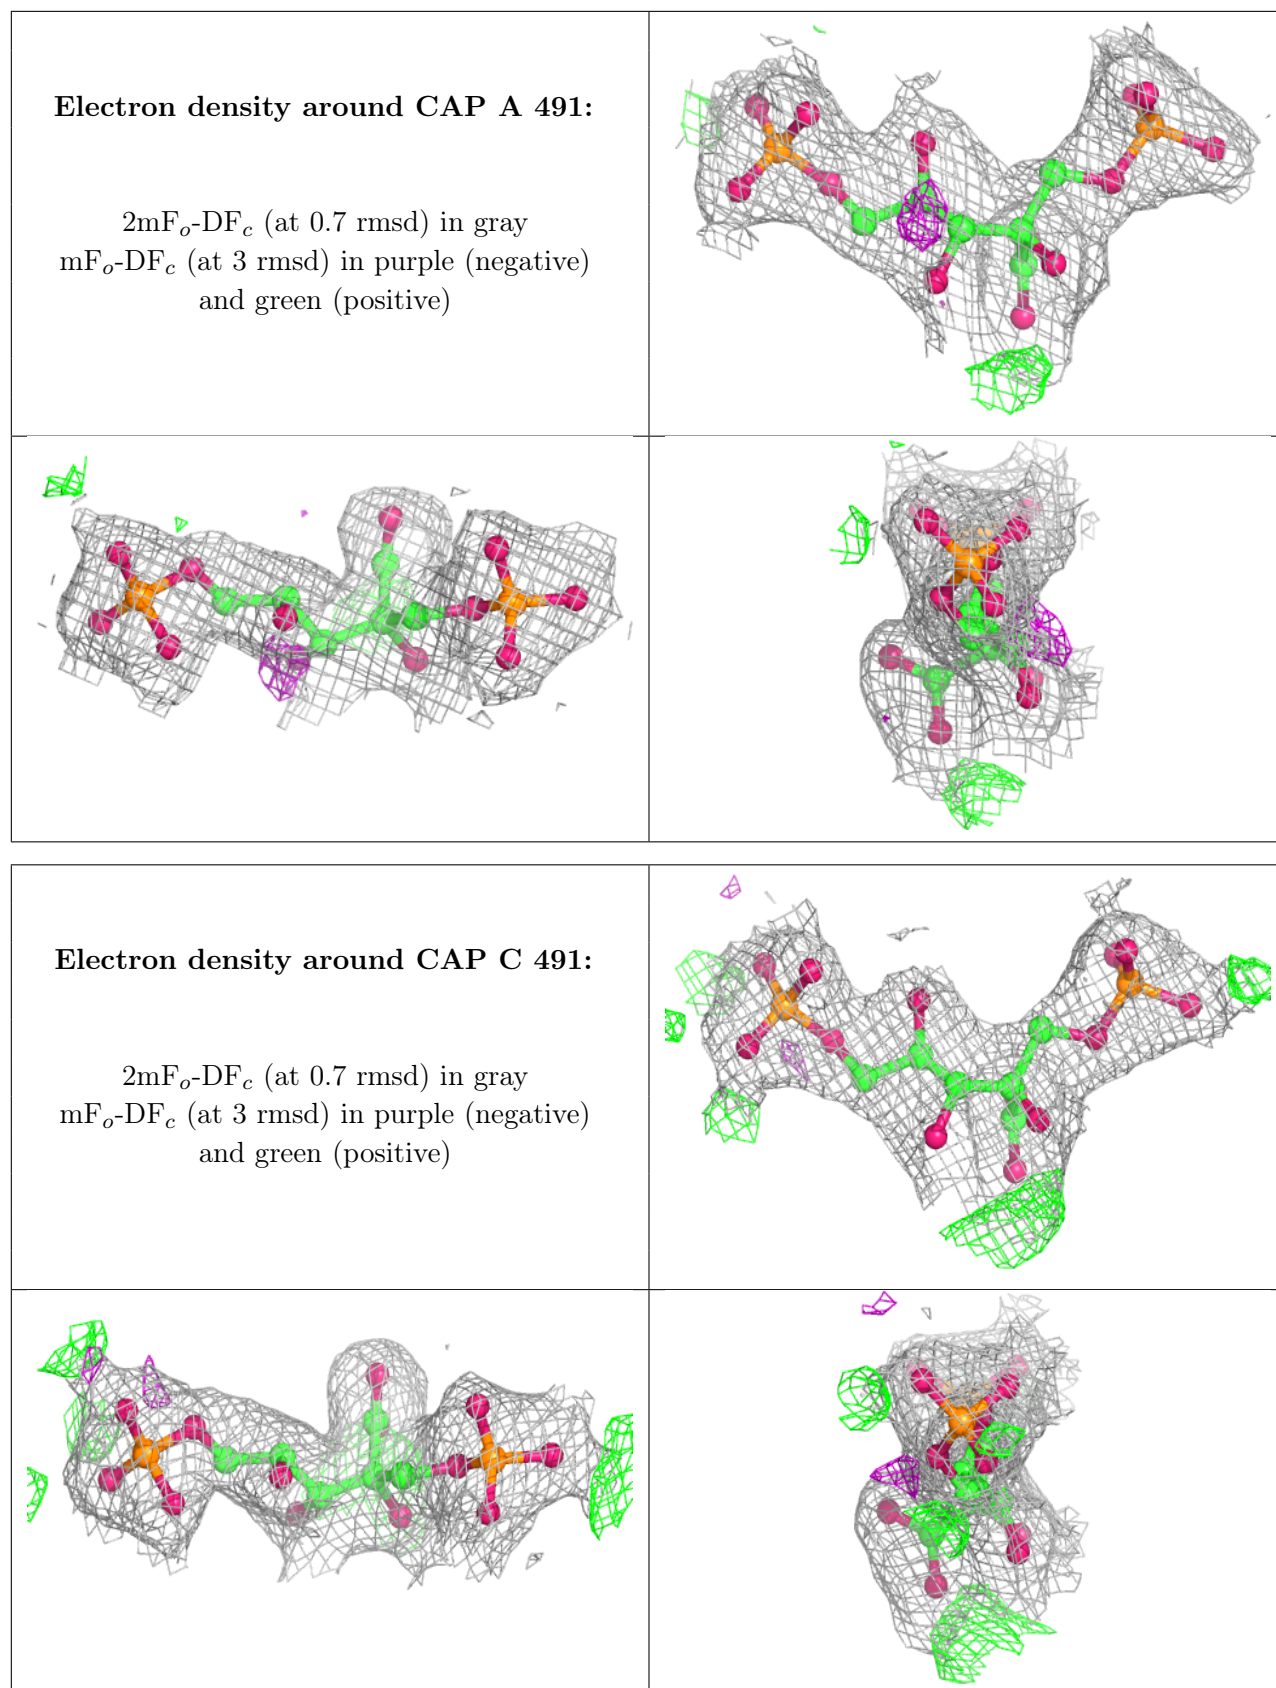 Electron density around CAP A 491:
2mFo-DFc (at 0.7 rmsd) in gray
mFo-DFc (at 3 rmsd) in purple (negative)
and green (positive)
Electron density around CAP C 491:
2mFo-DFc (at 0.7 rmsd) in gray
mFo-DFc (at 3 rmsd) in purple (negative)
and green (positive)